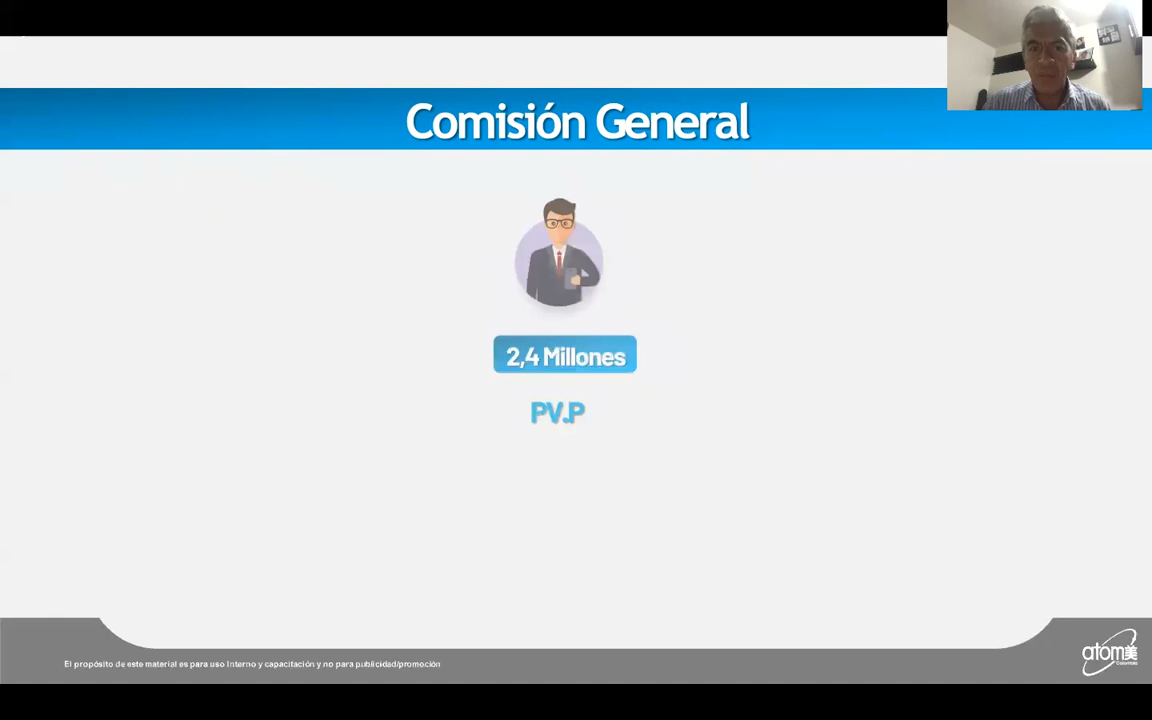 Comisión General
2,4 Millones
PV.P
El propósito de este material es para uso Interno y capacitación y no para publicidad/promoción
atom美